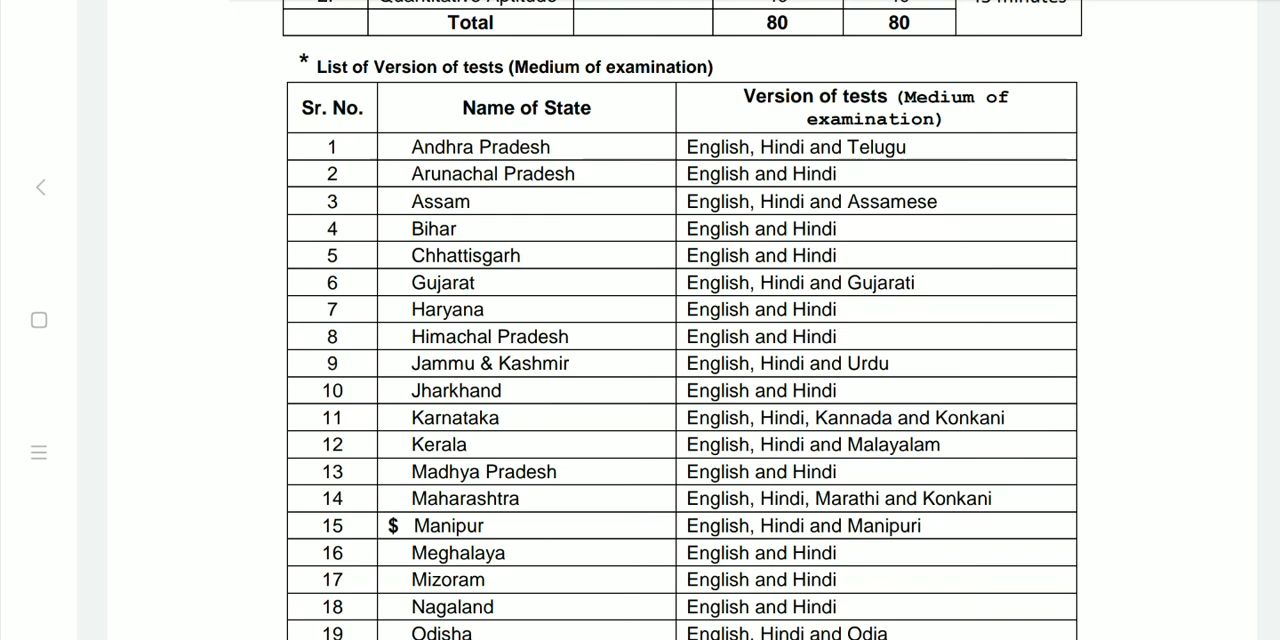 Total 80 80
* List of Version of tests (Medium of examination)
Sr. No. Name of State Version of tests (Medium of
examination)
1 Andhra Pradesh English, Hindi and Telugu
2 Arunachal Pradesh English and Hindi
3 Assam English, Hindi and Assamese
4 Bihar English and Hindi
5 Chhattisgarh English and Hindi
6 Gujarat English, Hindi and Gujarati
7 Haryana English and Hindi
8 Himachal Pradesh English and Hindi
9 Jammu & Kashmir English, Hindi and Urdu
10 Jharkhand English and Hindi
11 Karnataka English, Hindi, Kannada and Konkani
12 Kerala English, Hindi and Malayalam
13 Madhya Pradesh English and Hindi
14 Maharashtra English, Hindi, Marathi and Konkani
15 $ Manipur English, Hindi and Manipuri
16 Meghalaya English and Hindi
17 Mizoram English and Hindi
18 Nagaland English and Hindi
19 Odisha English, Hindi and Odia